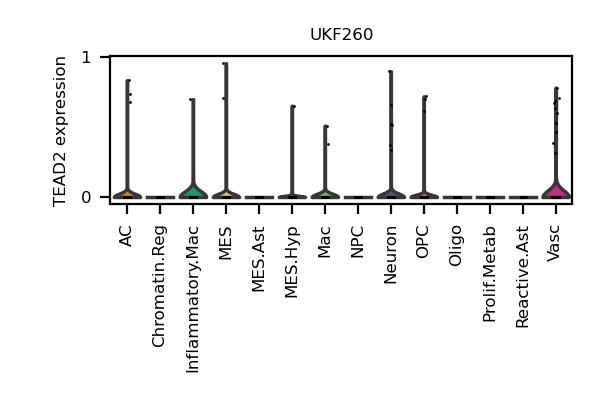 UKF260
TEAD2 expression
1
0
AC
Chromatin.Reg
Inflammatory.Mac
MES
MES.Ast
MES.Hyp
Mac
NPC
Neuron
OPC
Oligo
Prolif.Metab
Reactive.Ast
Vasc